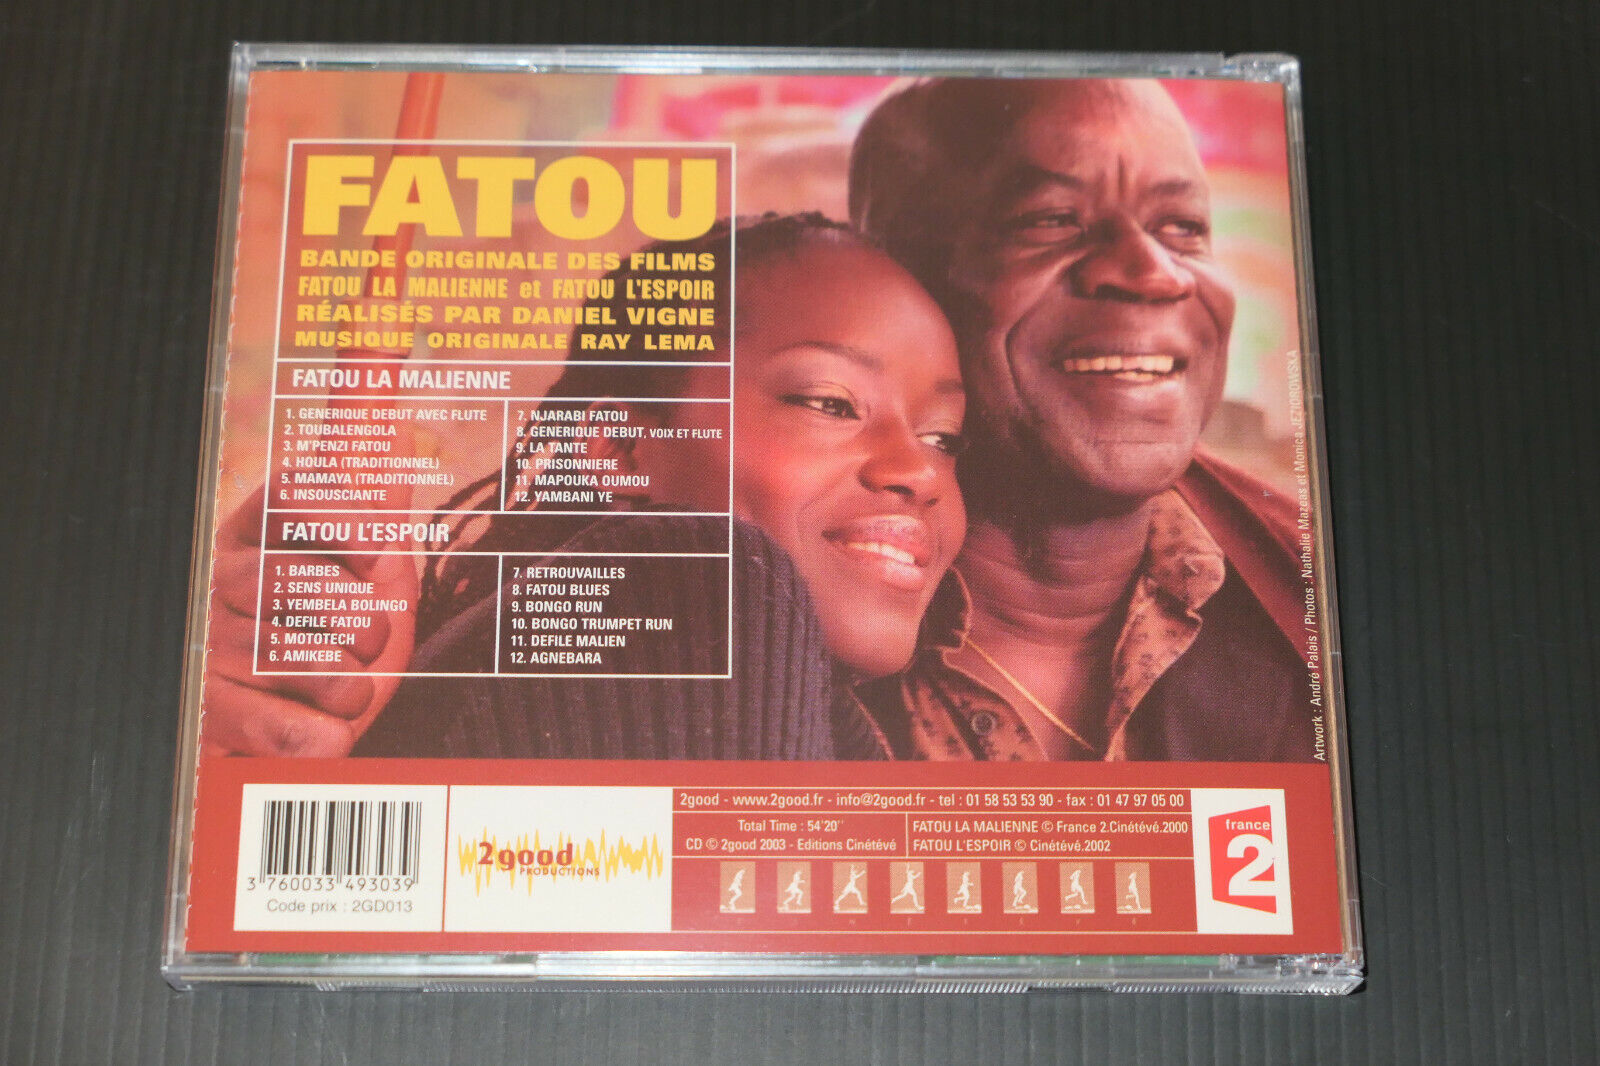 FATOU
BANDE ORIGINALE DES FILMS
FATOU LA MALIENNE et FATOU L'ESPOIR
RÉALISÉS PAR DANIEL VIGNE
MUSIQUE ORIGINALE RAY LEMA
FATOU LA MALIENNE
1. GENERIQUE DEBUT AVEC FLUTE
2. TOUBALENGOLA
3. M'PENZI FATOU
4. HOULA (TRADITIONNEL)
5. MAMAYA (TRADITIONNEL)
6. INSOUSCIANTE
7. NJARABI FATOU
8. GENERIQUE DEBUT, VOIX ET FLUTE
9. LA TANTE
10. PRISONNIERE
11. MAPOUKA OUMOU
12. YAMBANI YE
FATOU L'ESPOIR
1. BARBES
2. SENS UNIQUE
3. YEMBELA BOLINGO
4. DEFILE FATOU
5. MOTOTECH
6. AMIKEBE
7. RETROUVAILLES
8. FATOU BLUES
9. BONGO RUN
10. BONGO TRUMPET RUN
11. DEFILE MALIEN
12. AGNEBARA
Artwork : André Palais / Photos : Nathalie Mazeas et Monica JEZIOROWSKA
3 760033 493039
Code prix : 2GD013
2good
PRODUCTIONS
2good - www.2good.fr - info@2good.fr - tel : 01 58 53 53 90 - fax : 01 47 97 05 00
Total Time : 54'20''
CD © 2good 2003 - Editions Cinétévé
FATOU LA MALIENNE © France 2.Cinétévé.2000
FATOU L'ESPOIR © Cinétévé.2002
france
2